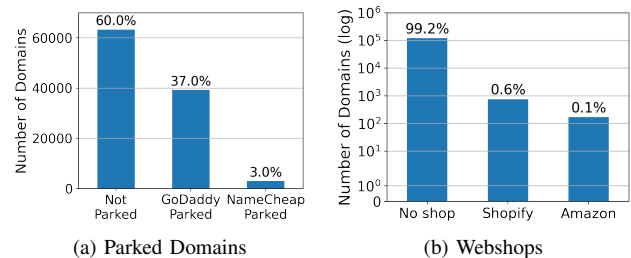 Number of Domains
60000
40000
20000
0
60.0%
37.0%
3.0%
Not
Parked
GoDaddy
Parked
NameCheap
Parked
(a) Parked Domains
Number of Domains (log)
10^6
10^5
10^4
10^3
10^2
10^1
10^0
0
99.2%
0.6%
0.1%
No shop
Shopify
Amazon
(b) Webshops